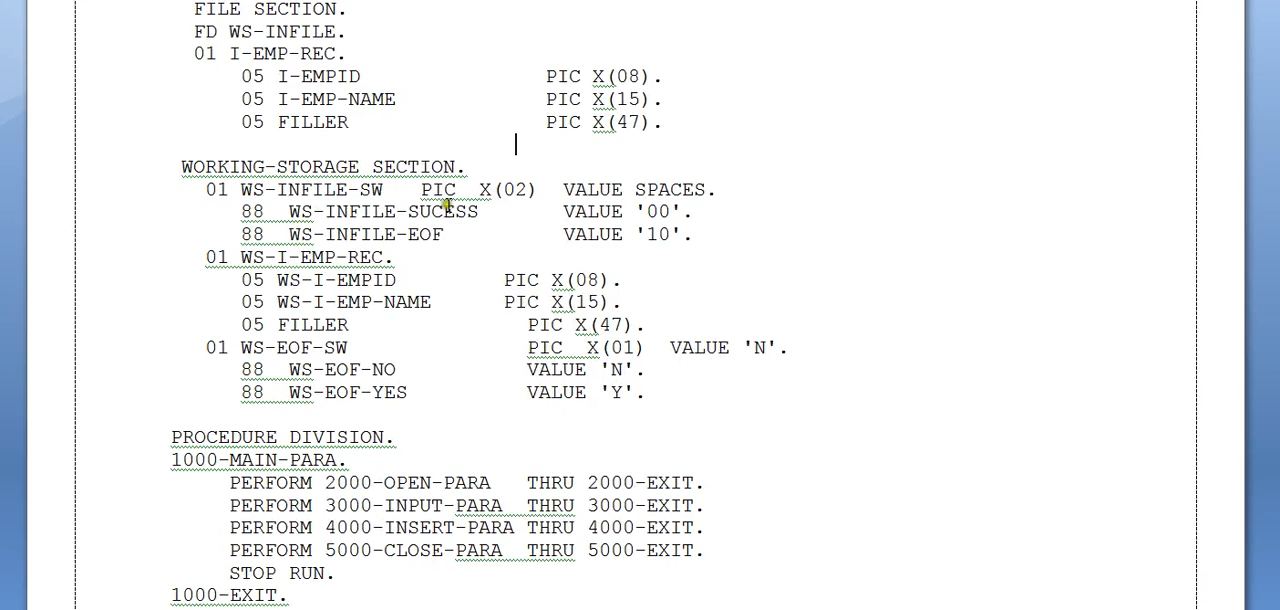 FILE SECTION.
FD WS-INFILE.
01 I-EMP-REC.
05 I-EMPID PIC X(08).
05 I-EMP-NAME PIC X(15).
05 FILLER PIC X(47).
WORKING-STORAGE SECTION.
01 WS-INFILE-SW PIC X(02) VALUE SPACES.
88 WS-INFILE-SUCESS VALUE '00'.
88 WS-INFILE-EOF VALUE '10'.
01 WS-I-EMP-REC.
05 WS-I-EMPID PIC X(08).
05 WS-I-EMP-NAME PIC X(15).
05 FILLER PIC X(47).
01 WS-EOF-SW PIC X(01) VALUE 'N'.
88 WS-EOF-NO VALUE 'N'.
88 WS-EOF-YES VALUE 'Y'.
PROCEDURE DIVISION.
1000-MAIN-PARA.
PERFORM 2000-OPEN-PARA THRU 2000-EXIT.
PERFORM 3000-INPUT-PARA THRU 3000-EXIT.
PERFORM 4000-INSERT-PARA THRU 4000-EXIT.
PERFORM 5000-CLOSE-PARA THRU 5000-EXIT.
STOP RUN.
1000-EXIT.